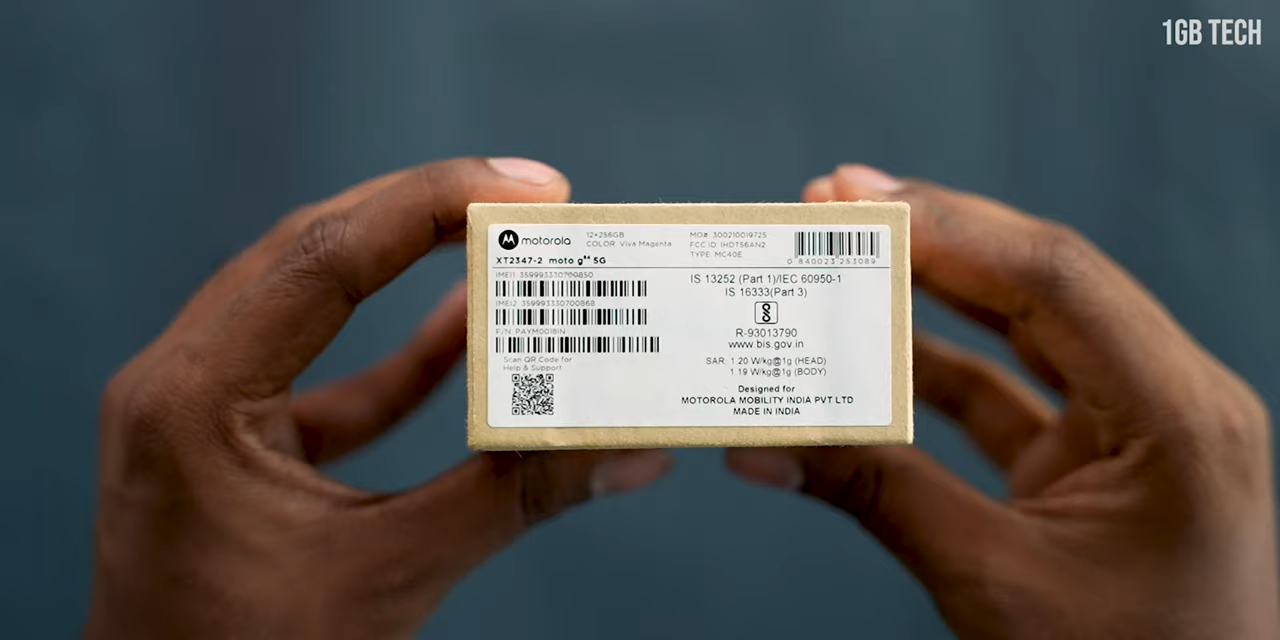 1GB TECH
motorola
12+256GB
COLOR: Viva Magenta
MO#: 300210019725
FCC ID: IHDT56AN2
TYPE: MC40E
0 840023 253089
XT2347-2 moto g⁸⁴ 5G
IMEI1: 359993330700850
IMEI2: 359993330700868
F/N: PAYM0018IN
Scan QR Code for
Help & Support
IS 13252 (Part 1)/IEC 60950-1
IS 16333(Part 3)
R-93013790
www.bis.gov.in
SAR: 1.20 W/kg@1g (HEAD)
1.19 W/kg@1g (BODY)
Designed for
MOTOROLA MOBILITY INDIA PVT LTD
MADE IN INDIA